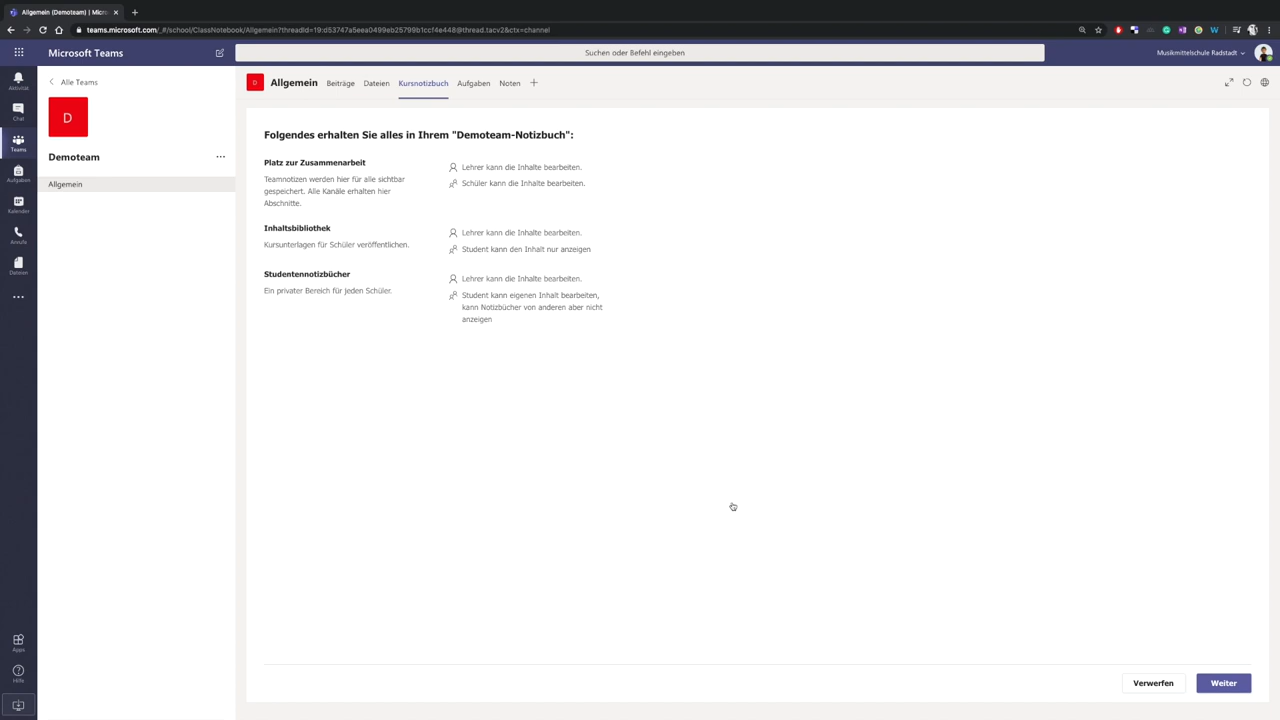 Allgemein (Demoteam) | Micros
teams.microsoft.com/_#/school/ClassNotebook/Allgemein?threadId=19:d53747a5eea0499eb25799b1ccf4e448@thread.tacv2&ctx=channel
Microsoft Teams
Suchen oder Befehl eingeben
Musikmittelschule Radstadt
Aktivität
Chat
Teams
Aufgaben
Kalender
Anrufe
Dateien
Apps
Hilfe
Alle Teams
D
Demoteam
Allgemein
D
Allgemein Beiträge Dateien Kursnotizbuch Aufgaben Noten
Folgendes erhalten Sie alles in Ihrem "Demoteam-Notizbuch":
Platz zur Zusammenarbeit
Teamnotizen werden hier für alle sichtbar
gespeichert. Alle Kanäle erhalten hier
Abschnitte.
Lehrer kann die Inhalte bearbeiten.
Schüler kann die Inhalte bearbeiten.
Inhaltsbibliothek
Kursunterlagen für Schüler veröffentlichen.
Lehrer kann die Inhalte bearbeiten.
Student kann den Inhalt nur anzeigen
Studentennotizbücher
Ein privater Bereich für jeden Schüler.
Lehrer kann die Inhalte bearbeiten.
Student kann eigenen Inhalt bearbeiten,
kann Notizbücher von anderen aber nicht
anzeigen
Verwerfen
Weiter